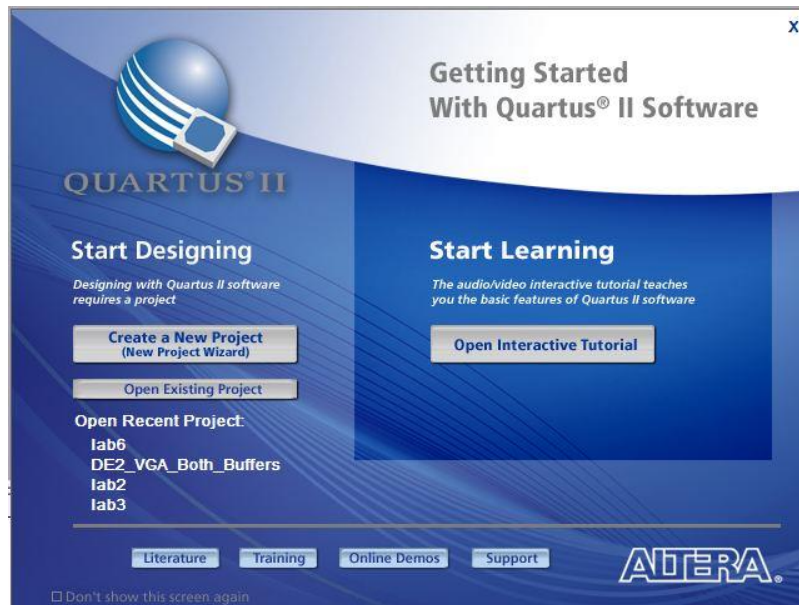 X
Getting Started
With Quartus® II Software
QUARTUS® II
Start Designing
Designing with Quartus II software
requires a project
Create a New Project
(New Project Wizard)
Open Existing Project
Open Recent Project:
lab6
DE2_VGA_Both_Buffers
lab2
lab3
Start Learning
The audio/video interactive tutorial teaches
you the basic features of Quartus II software
Open Interactive Tutorial
Literature
Training
Online Demos
Support
ALTERA®
Don't show this screen again